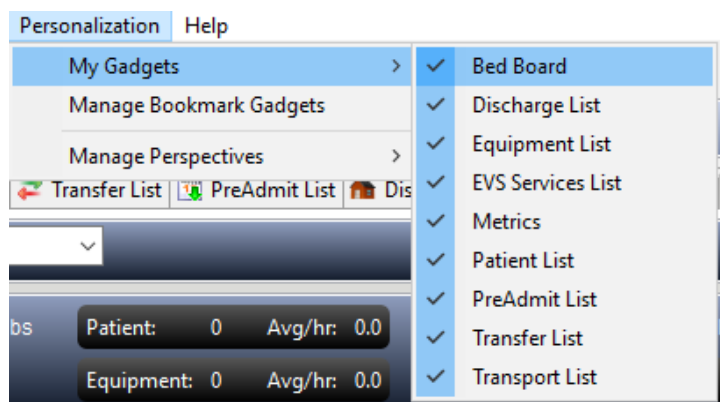 Personalization Help
My Gadgets
Manage Bookmark Gadgets
Manage Perspectives
Bed Board
Discharge List
Equipment List
EVS Services List
Metrics
Patient List
PreAdmit List
Transfer List
Transport List
Transfer List PreAdmit List Dis
bs Patient: 0 Avg/hr: 0.0
Equipment: 0 Avg/hr: 0.0